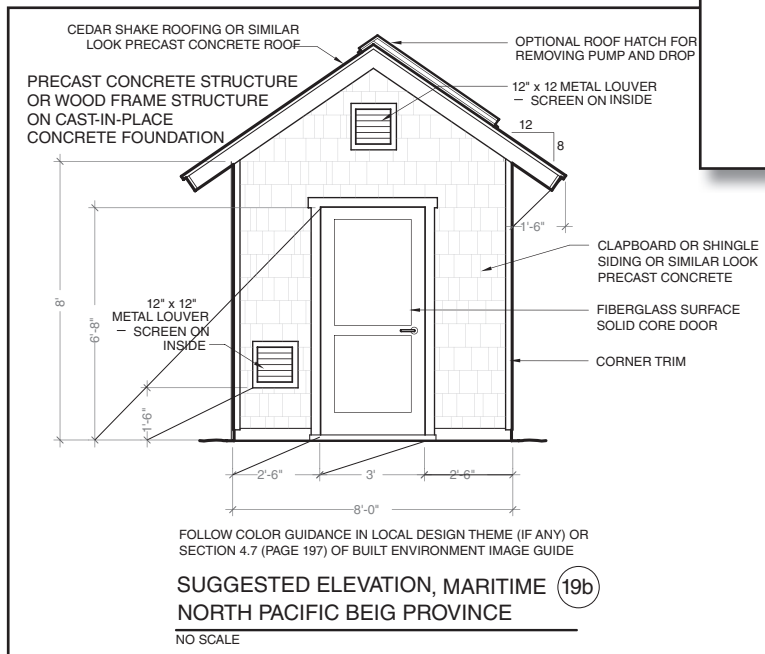 CEDAR SHAKE ROOFING OR SIMILAR
LOOK PRECAST CONCRETE ROOF
OPTIONAL ROOF HATCH FOR
REMOVING PUMP AND DROP
PRECAST CONCRETE STRUCTURE
OR WOOD FRAME STRUCTURE
ON CAST-IN-PLACE
CONCRETE FOUNDATION
12" x 12 METAL LOUVER
– SCREEN ON INSIDE
12
8
1'-6"
CLAPBOARD OR SHINGLE
SIDING OR SIMILAR LOOK
PRECAST CONCRETE
FIBERGLASS SURFACE
SOLID CORE DOOR
CORNER TRIM
8'
6'-8"
12" x 12"
METAL LOUVER
– SCREEN ON
INSIDE
1'-6"
2'-6"
3'
2'-6"
8'-0"
FOLLOW COLOR GUIDANCE IN LOCAL DESIGN THEME (IF ANY) OR
SECTION 4.7 (PAGE 197) OF BUILT ENVIRONMENT IMAGE GUIDE
SUGGESTED ELEVATION, MARITIME 19b
NORTH PACIFIC BEIG PROVINCE
NO SCALE